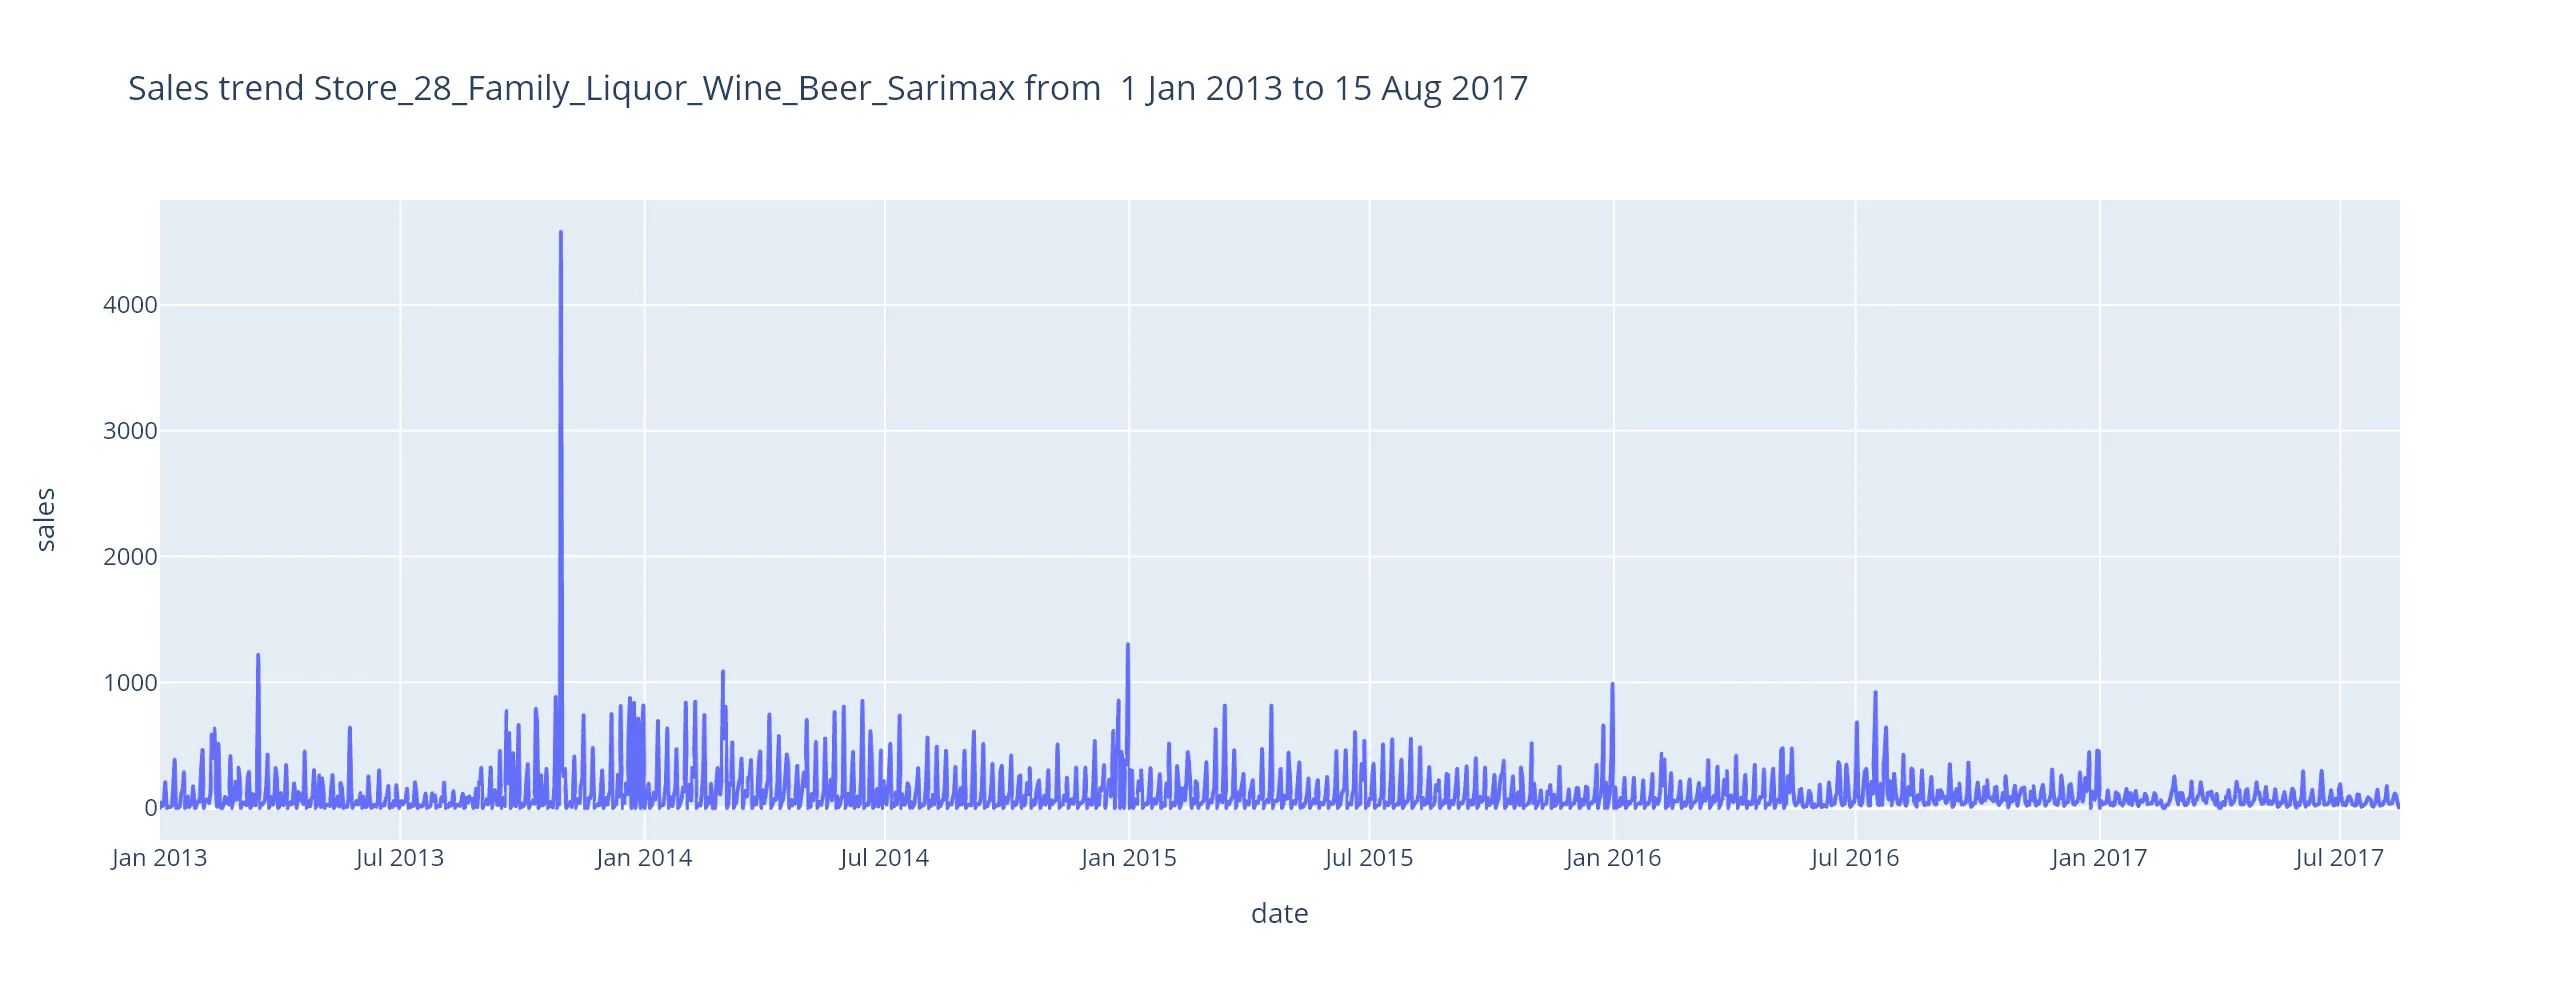 Sales trend Store_28_Family_Liquor_Wine_Beer_Sarimax from  1 Jan 2013 to 15 Aug 2017
4000
3000
2000
1000
0
sales
Jan 2013 Jul 2013 Jan 2014 Jul 2014 Jan 2015 Jul 2015 Jan 2016 Jul 2016 Jan 2017 Jul 2017
date